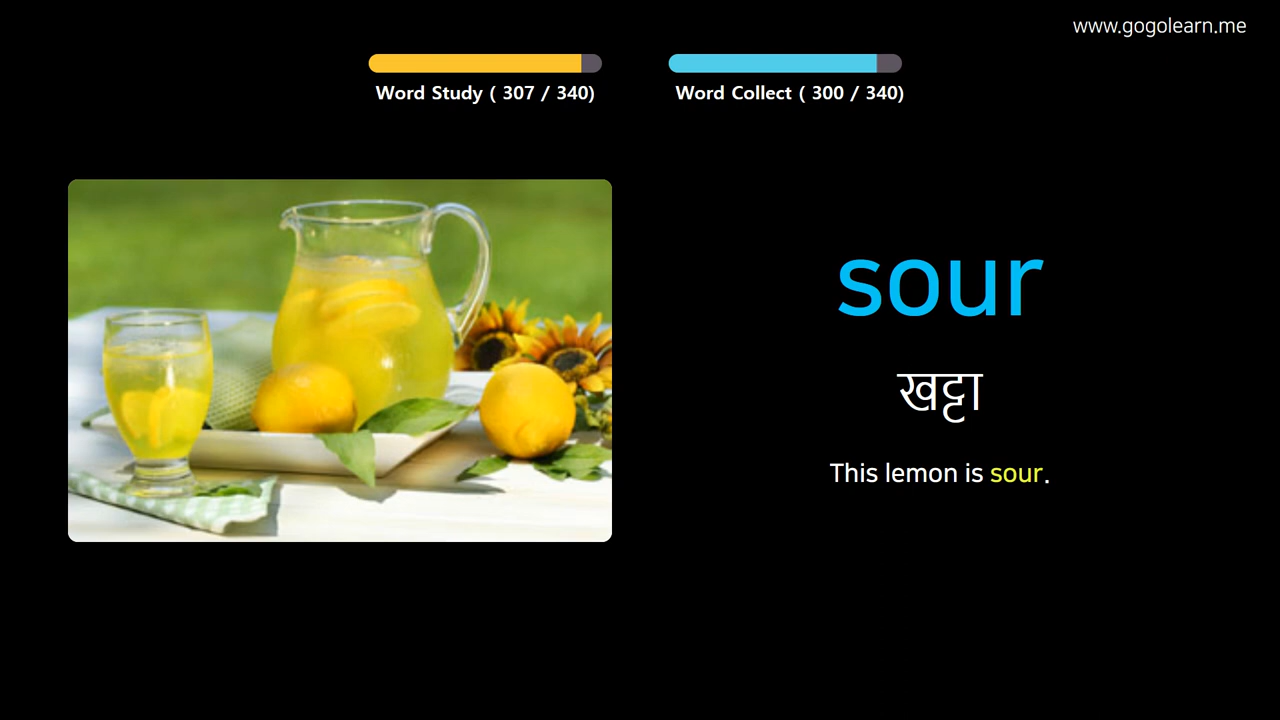 www.gogolearn.me
Word Study ( 307 / 340)
Word Collect ( 300 / 340)
sour
खट्टा
This lemon is sour.